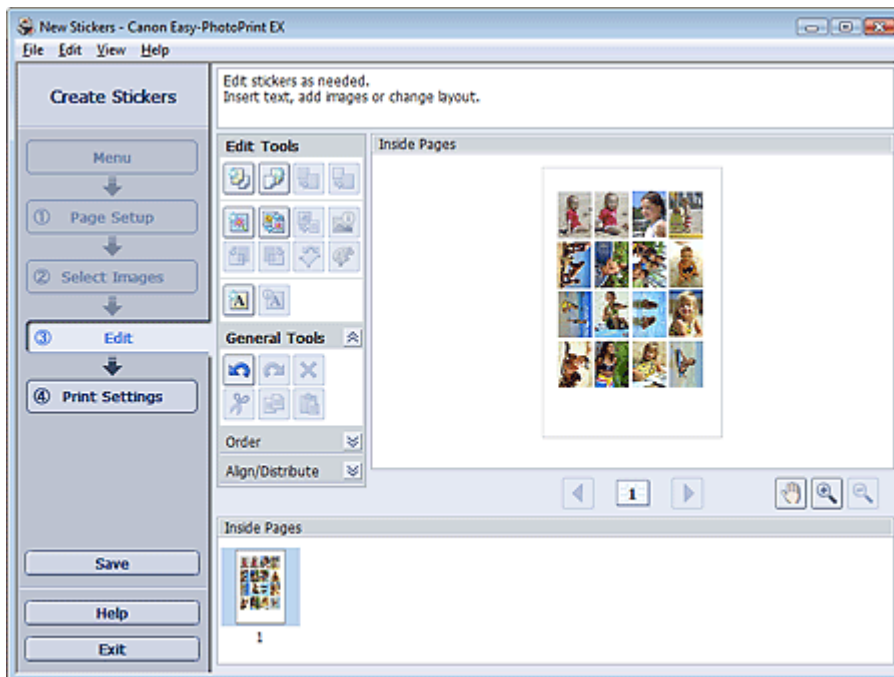 New Stickers - Canon Easy-PhotoPrint EX
File Edit View Help
Create Stickers
Menu
① Page Setup
② Select Images
③ Edit
④ Print Settings
Save
Help
Exit
Edit stickers as needed.
Insert text, add images or change layout.
Edit Tools
A A
General Tools
Order
Align/Distribute
Inside Pages
1
Inside Pages
1